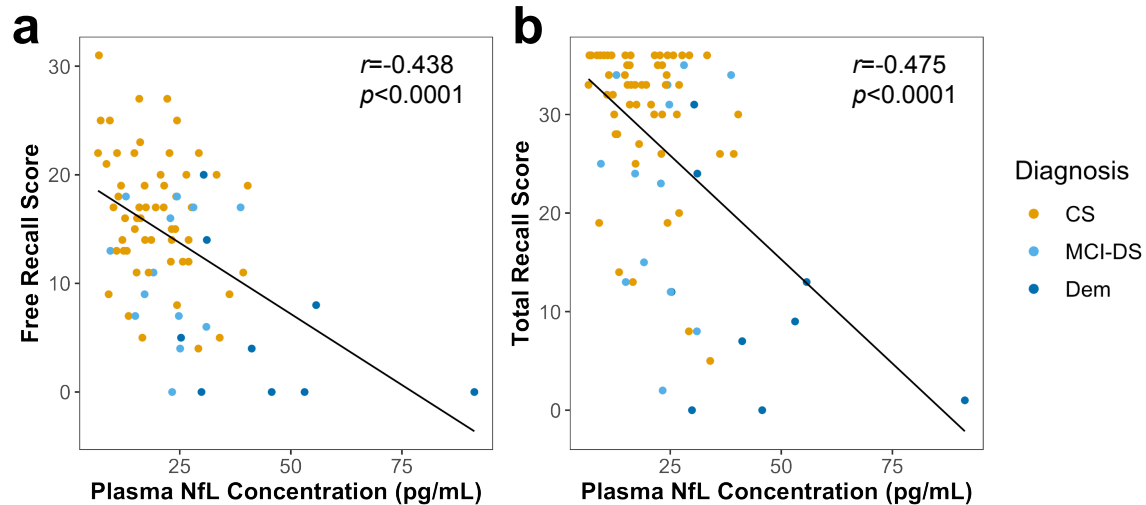 a
r=-0.438
p<0.0001
Free Recall Score
30
20
10
0
25 50 75
Plasma NfL Concentration (pg/mL)
b
r=-0.475
p<0.0001
Total Recall Score
30
20
10
0
25 50 75
Plasma NfL Concentration (pg/mL)
Diagnosis
CS
MCI-DS
Dem